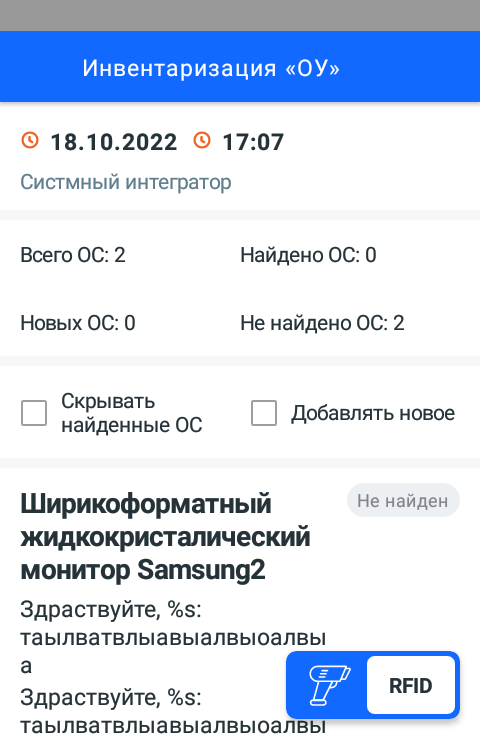 Инвентаризация «ОУ»
18.10.2022 17:07
Систмный интегратор
Всего ОС: 2 Найдено ОС: 0
Новых ОС: 0 Не найдено ОС: 2
Скрывать
найденные ОС
Добавлять новое
Ширикоформатный
жидкокристалический
монитор Samsung2
Не найден
Здраствуйте, %s:
таылватвлыавыалвыоалвы
а
Здраствуйте, %s:
таылватвлыавыалвыоалвы
RFID